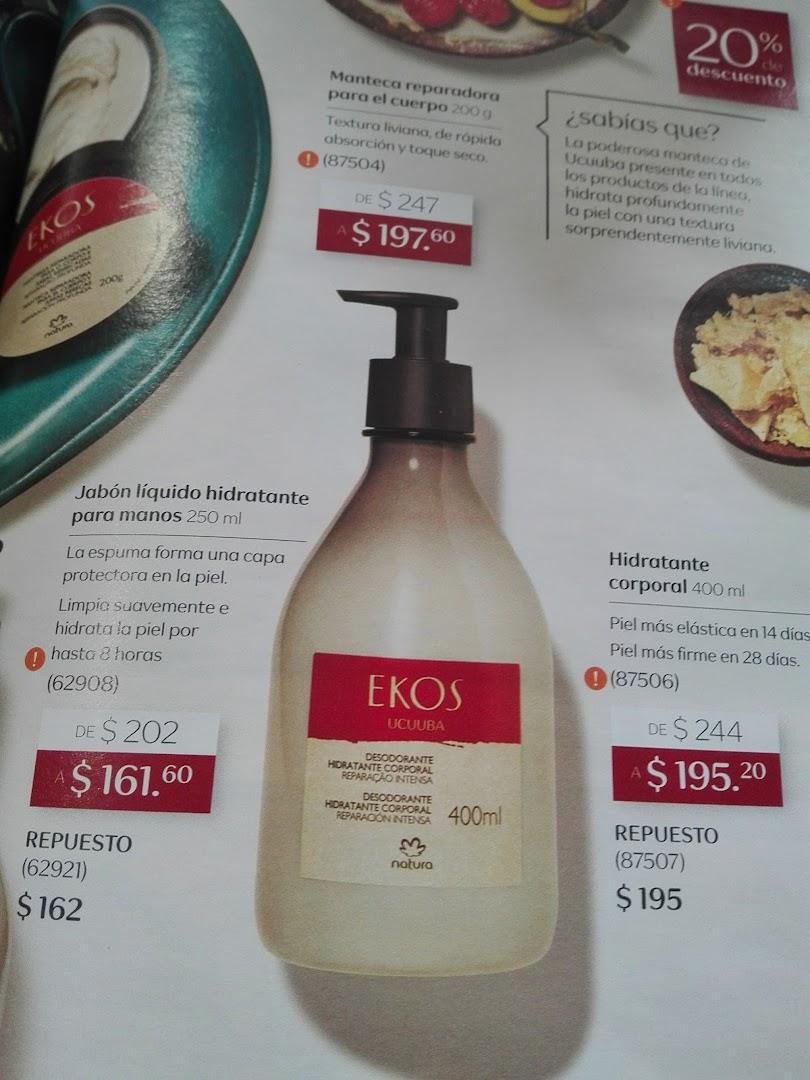 20%
de
descuento
Manteca reparadora
para el cuerpo 200 g
Textura liviana, de rápida
absorción y toque seco.
! (87504)
DE $ 247
A $ 197.60
¿sabías que?
La poderosa manteca de
Ucuuba presente en todos
los productos de la línea,
hidrata profundamente
la piel con una textura
sorprendentemente liviana.
EKOS
UCUUBA
200g
natura
Jabón líquido hidratante
para manos 250 ml
La espuma forma una capa
protectora en la piel.
Limpia suavemente e
hidrata la piel por
! hasta 8 horas
(62908)
DE $ 202
A $ 161.60
REPUESTO
(62921)
$ 162
EKOS
UCUUBA
DESODORANTE
HIDRATANTE CORPORAL
REPARAÇÃO INTENSA
DESODORANTE
HIDRATANTE CORPORAL
REPARACIÓN INTENSA
400ml
natura
Hidratante
corporal 400 ml
Piel más elástica en 14 días
Piel más firme en 28 días.
! (87506)
DE $ 244
A $ 195.20
REPUESTO
(87507)
$ 195